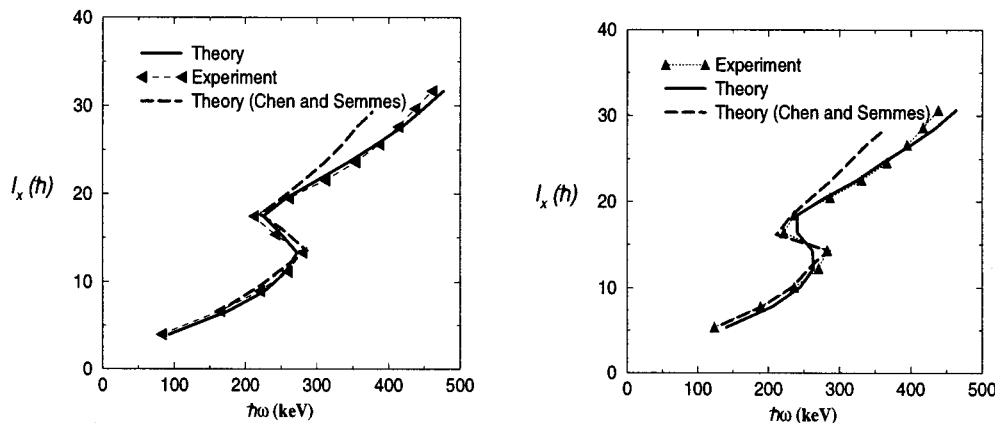 40
30
20
10
0
I_x (ħ)
Theory
Experiment
Theory (Chen and Semmes)
0 100 200 300 400 500
ħω (keV)
40
30
20
10
0
I_x (ħ)
Experiment
Theory
Theory (Chen and Semmes)
0 100 200 300 400 500
ħω (keV)